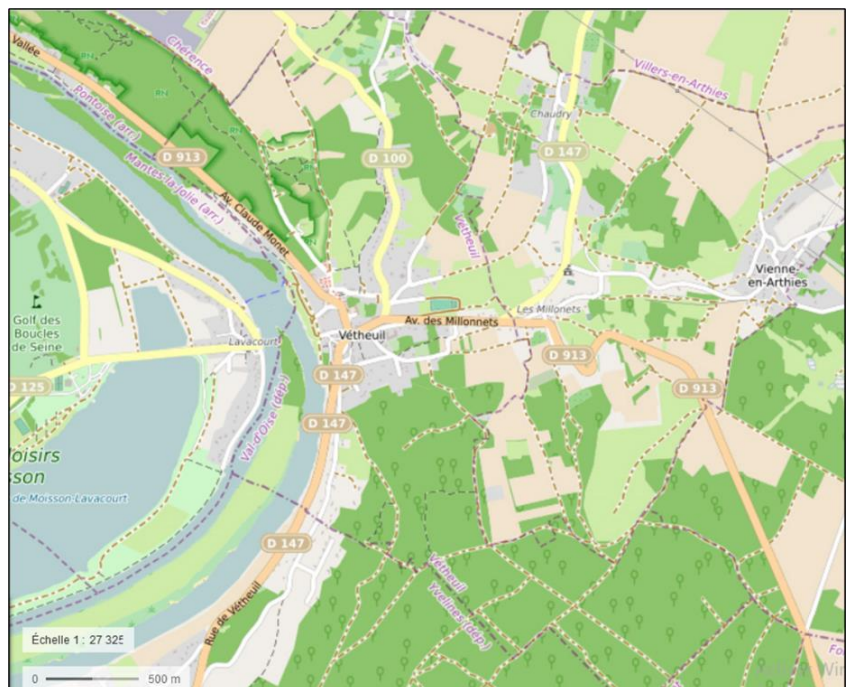 Vallée
Chérence
Villers-en-Arthies
Pontoise (arr.)
Mantes-la-Jolie (arr.)
Chaudry
D 913
D 100
D 147
Av. Claude Monet
Vétheuil
Vienne-
en-Arthies
Golf des
Boucles
de Seine
Les Millonets
Av. des Millonnets
Lavacourt
Vétheuil
D 913
D 125
D 147
D 913
Val-d'Oise (dép.)
D 147
oisirs
sson
de Moisson-Lavacourt
D 147
Vétheuil
Yvelines (dép.)
Rue de Vétheuil
Échelle 1 : 27 325
0 500 m